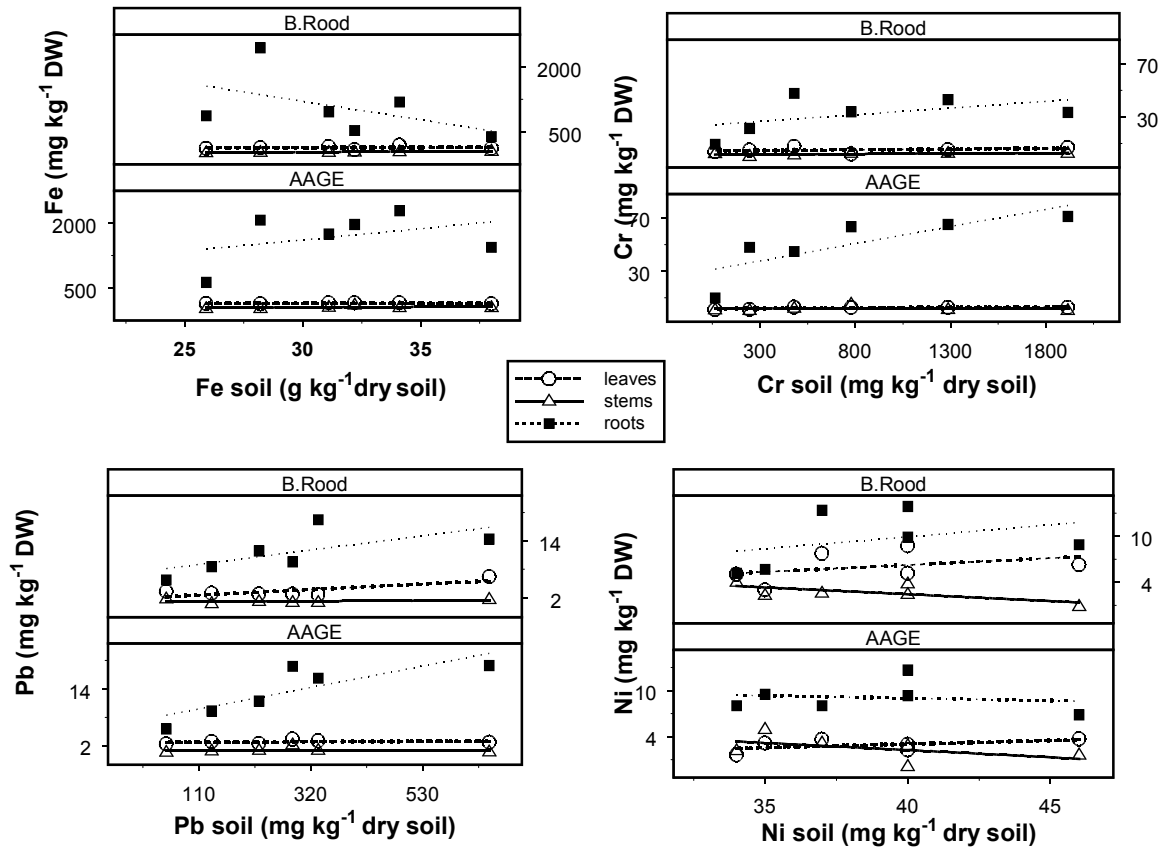 B.Rood
Fe (mg kg-1 DW)
2000
500
AAGE
2000
500
25
31
35
Fe soil (g kg-1dry soil)
B.Rood
Cr (mg kg-1 DW)
70
30
AAGE
70
30
300
800
1300
1800
Cr soil (mg kg-1 dry soil)
leaves
stems
roots
B.Rood
Pb (mg kg-1 DW)
14
2
AAGE
14
2
110
320
530
Pb soil (mg kg-1 dry soil)
B.Rood
Ni (mg kg-1 DW)
10
4
AAGE
10
4
35
40
45
Ni soil (mg kg-1 dry soil)